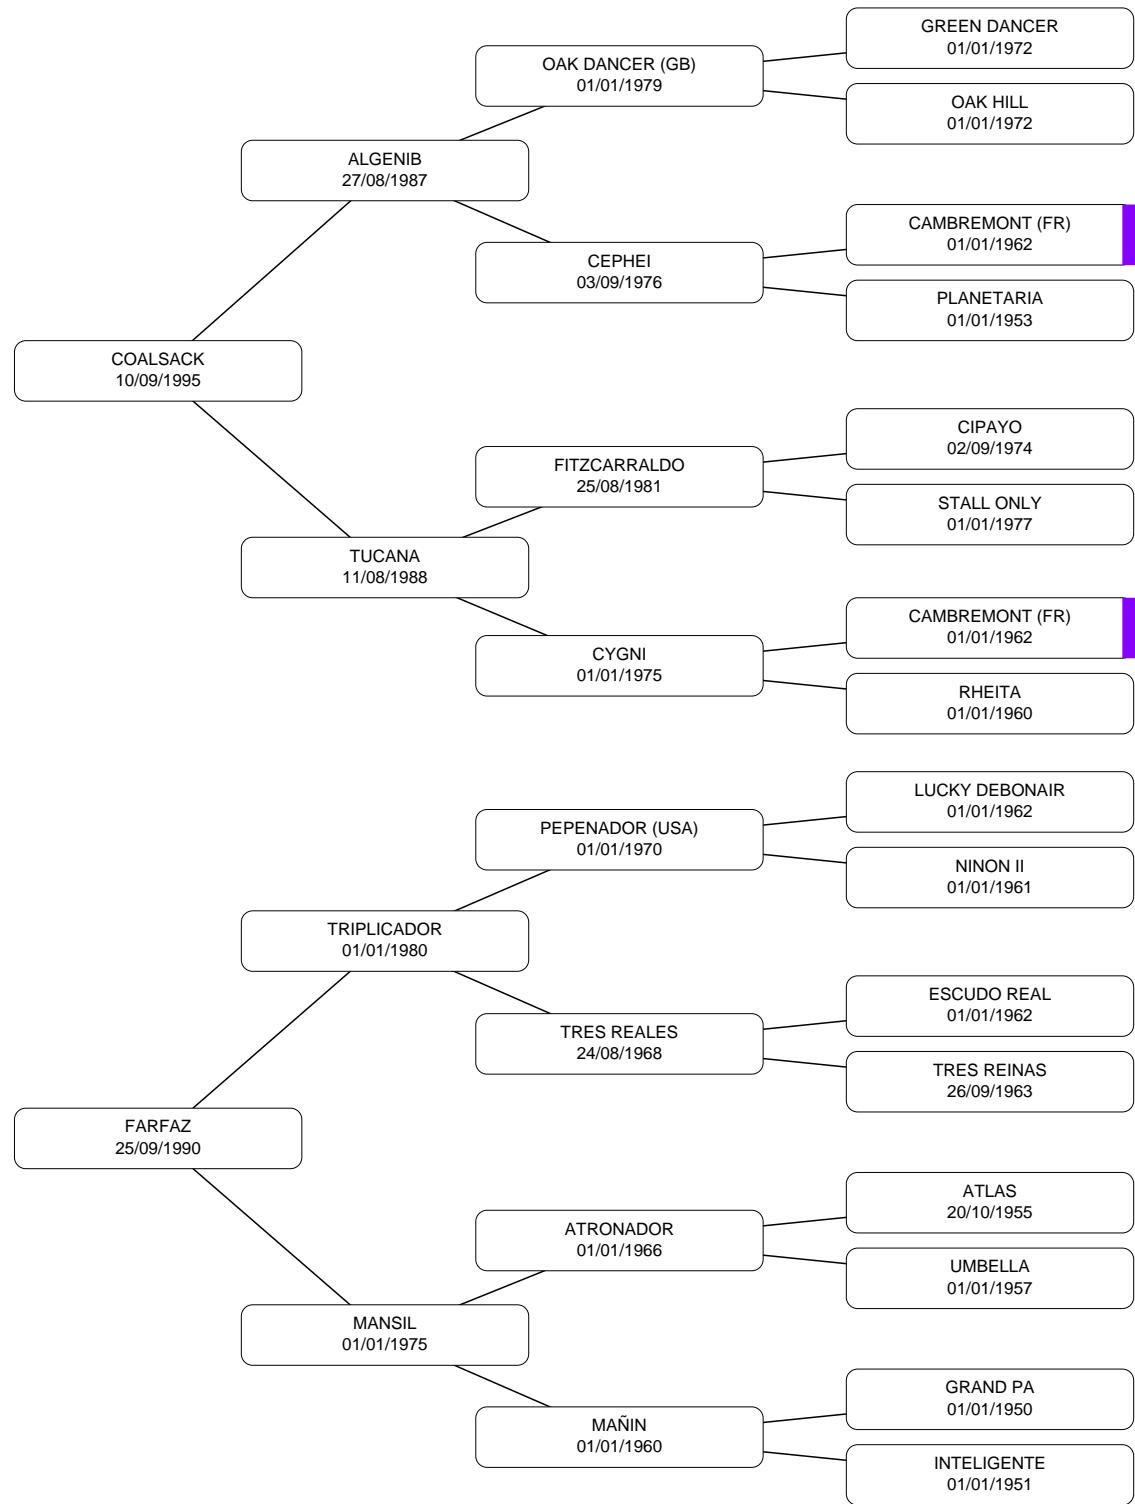 GREEN DANCER
01/01/1972
OAK DANCER (GB)
01/01/1979
OAK HILL
01/01/1972
ALGENIB
27/08/1987
CAMBREMONT (FR)
01/01/1962
CEPHEI
03/09/1976
PLANETARIA
01/01/1953
COALSACK
10/09/1995
CIPAYO
02/09/1974
FITZCARRALDO
25/08/1981
STALL ONLY
01/01/1977
TUCANA
11/08/1988
CAMBREMONT (FR)
01/01/1962
CYGNI
01/01/1975
RHEITA
01/01/1960
LUCKY DEBONAIR
01/01/1962
PEPENADOR (USA)
01/01/1970
NINON II
01/01/1961
TRIPLICADOR
01/01/1980
ESCUDO REAL
01/01/1962
TRES REALES
24/08/1968
TRES REINAS
26/09/1963
FARFAZ
25/09/1990
ATLAS
20/10/1955
ATRONADOR
01/01/1966
UMBELLA
01/01/1957
MANSIL
01/01/1975
GRAND PA
01/01/1950
MAÑIN
01/01/1960
INTELIGENTE
01/01/1951